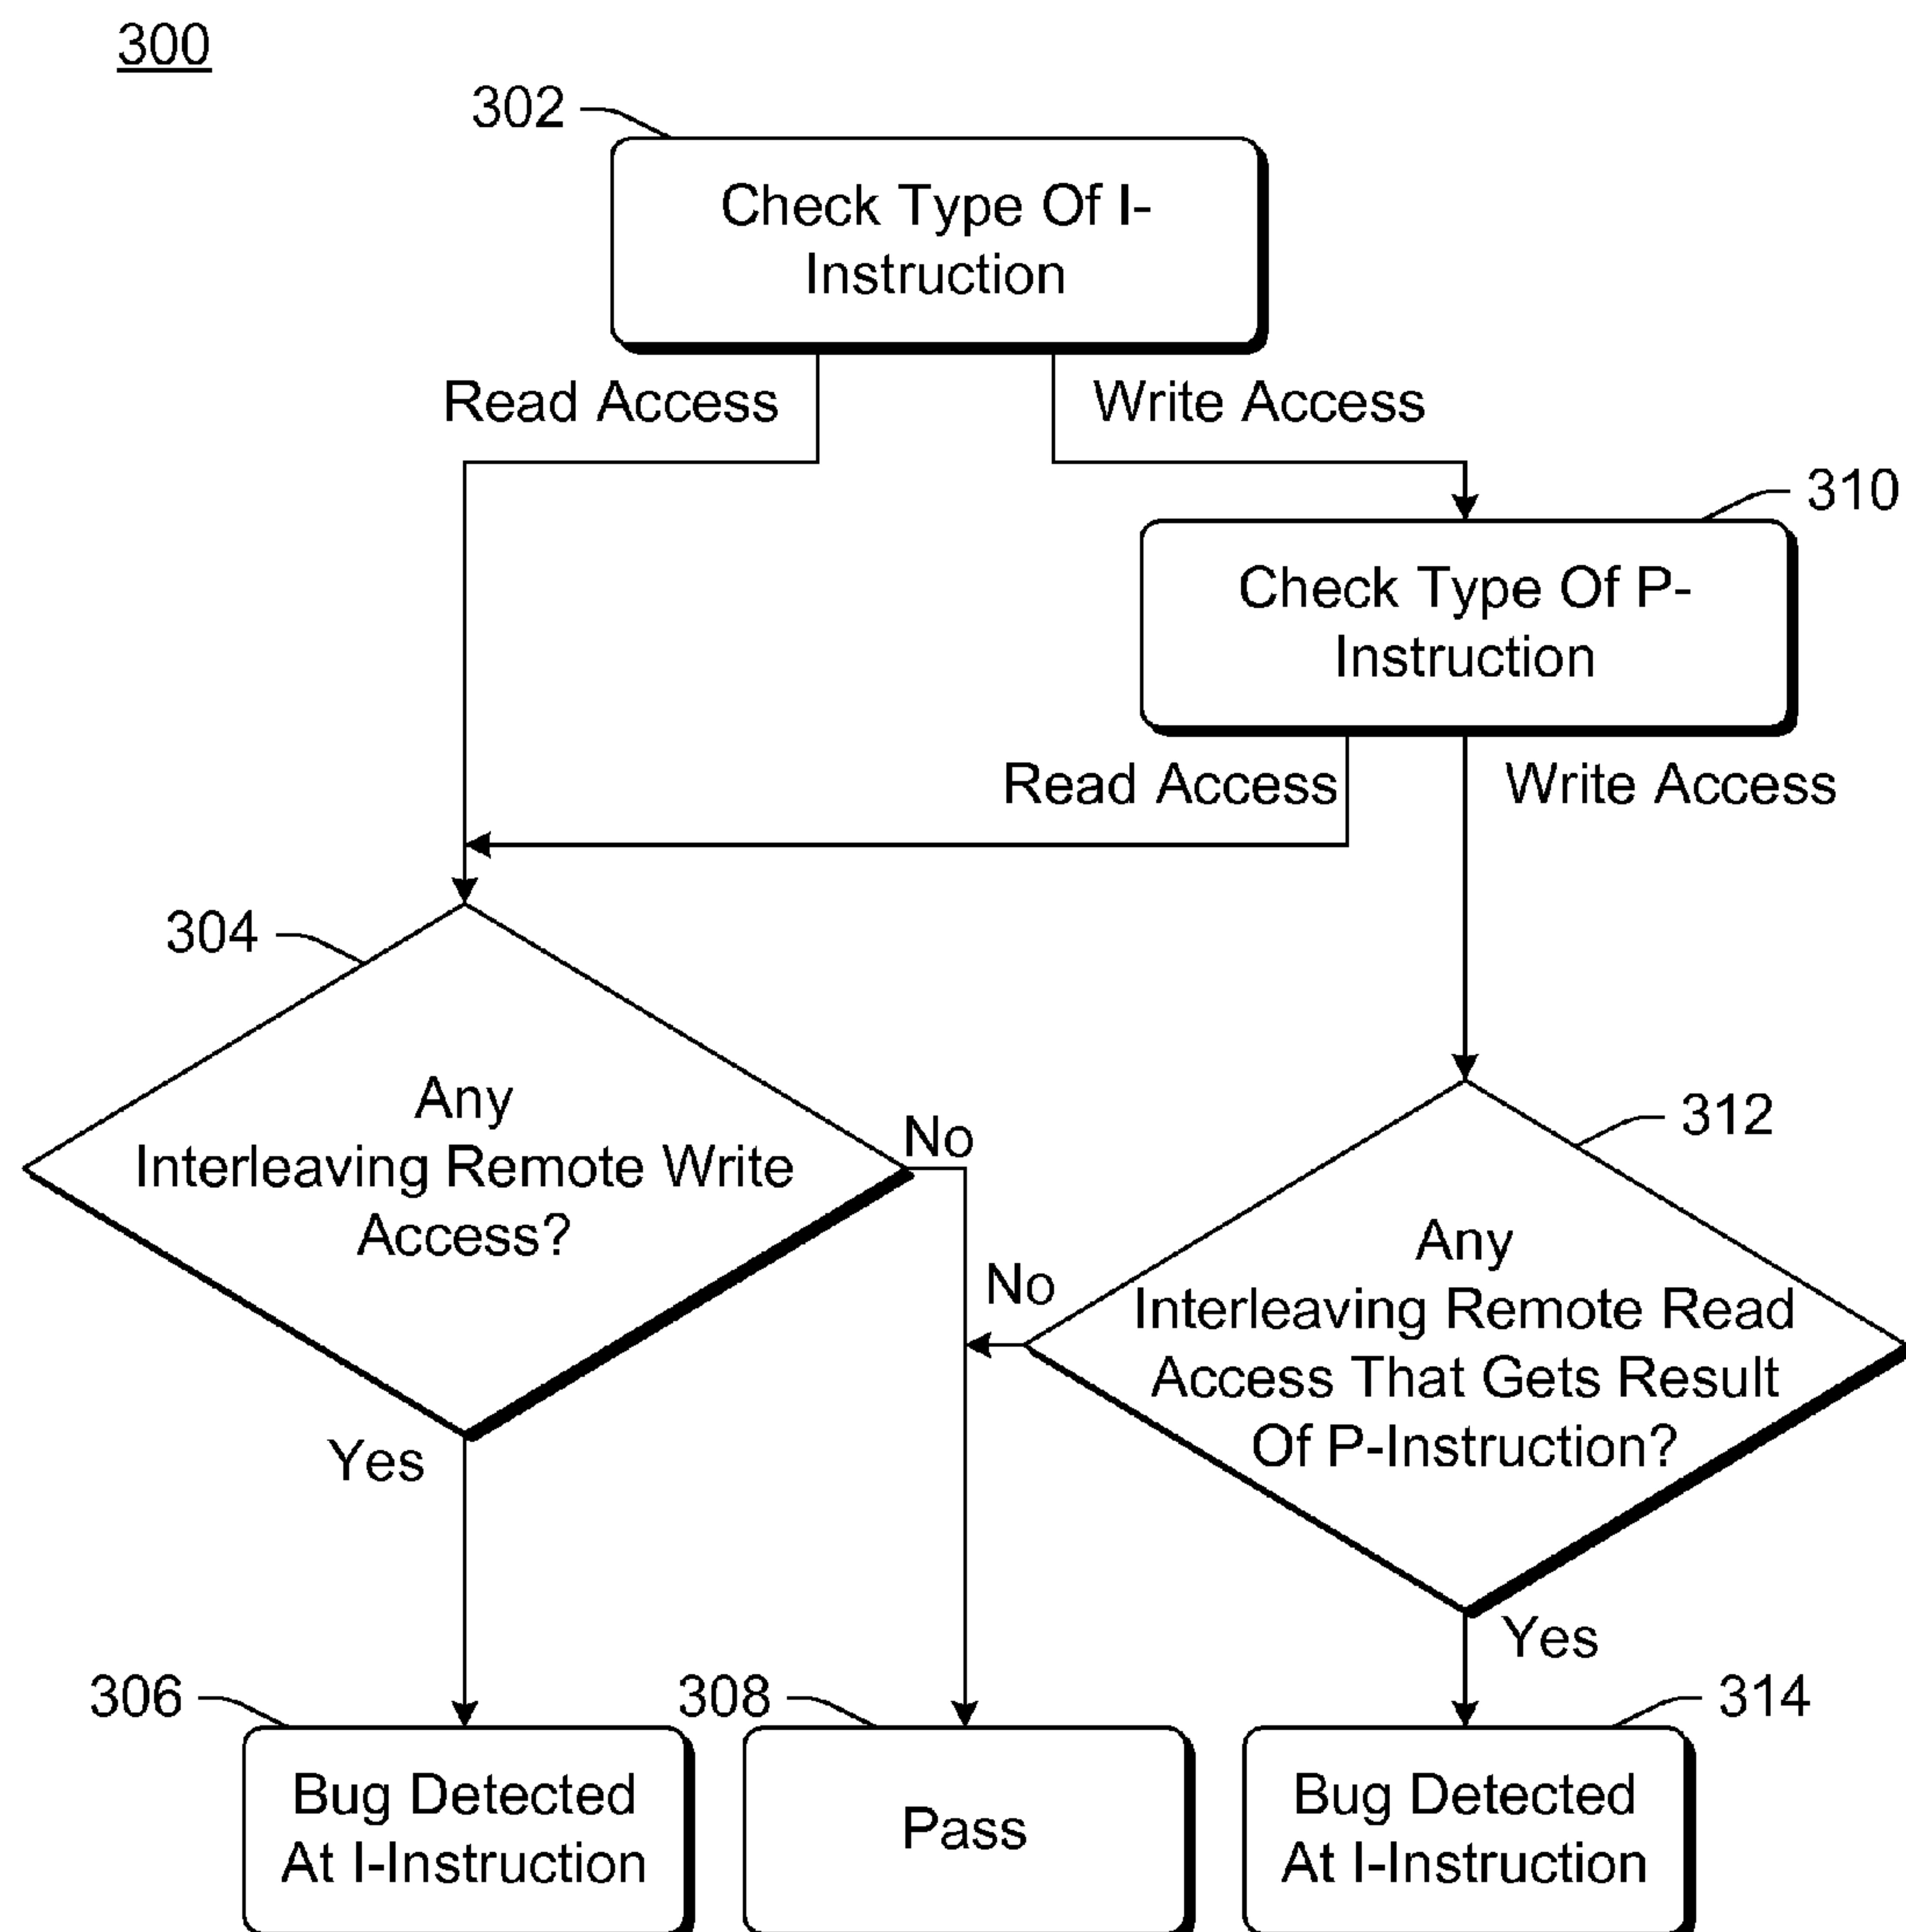 300
302
Check Type Of I-
Instruction
Read Access
Write Access
310
Check Type Of P-
Instruction
Read Access
Write Access
304
Any
Interleaving Remote Write
Access?
No
Yes
312
Any
Interleaving Remote Read
Access That Gets Result
Of P-Instruction?
No
Yes
306
Bug Detected
At I-Instruction
308
Pass
314
Bug Detected
At I-Instruction